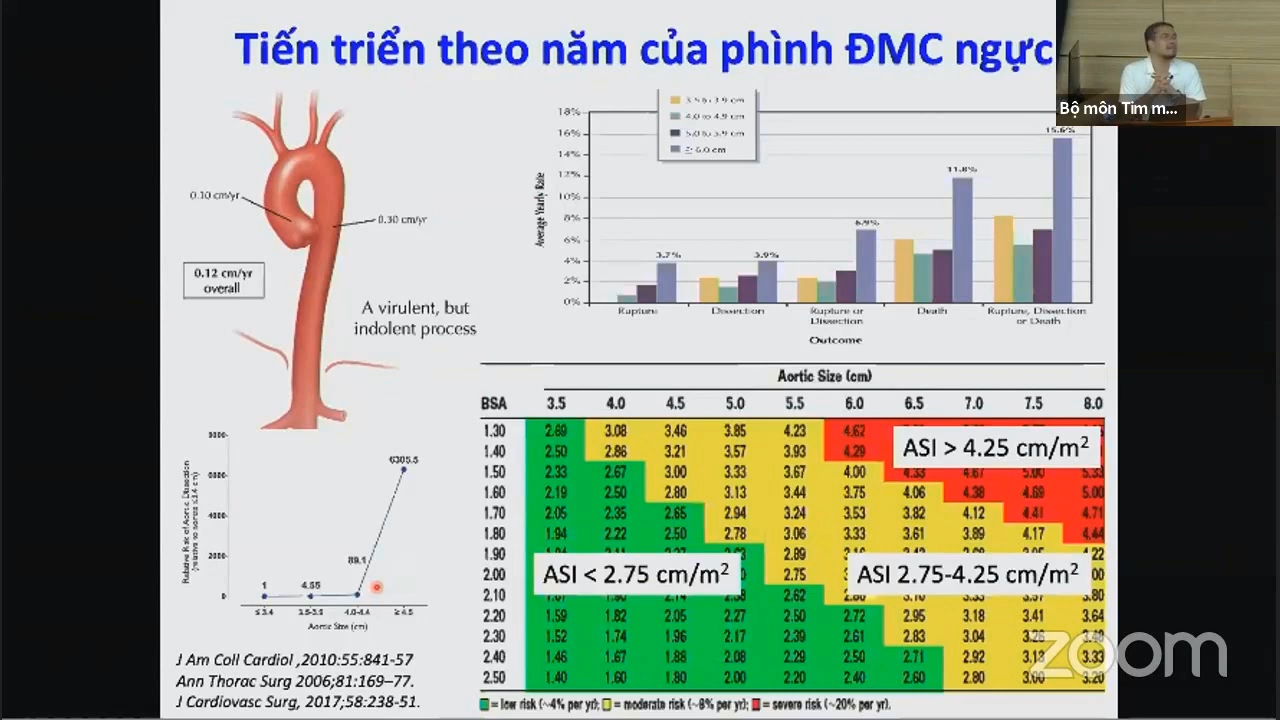 Tiến triển theo năm của phình ĐMC ngực
Bộ môn Tim m...
0.10 cm/yr
0.30 cm/yr
0.12 cm/yr
overall
A virulent, but
indolent process
3.5 to 3.9 cm
4.0 to 4.9 cm
5.0 to 5.9 cm
≥ 6.0 cm
Average Yearly Rate
18%
16%
14%
12%
10%
8%
6%
4%
2%
0%
3.7%
3.9%
6.9%
11.8%
15.6%
Rupture
Dissection
Rupture or
Dissection
Death
Rupture, Dissection
or Death
Outcome
Relative Risk of Aortic Dissection
(relative to aortas ≤3.4 cm)
8000
6000
4000
2000
0
1
4.55
89.1
6305.5
≤ 3.4
3.5-3.9
4.0-4.4
≥ 4.5
Aortic Size (cm)
Aortic Size (cm)
BSA 3.5 4.0 4.5 5.0 5.5 6.0 6.5 7.0 7.5 8.0
1.30 2.69 3.08 3.46 3.85 4.23 4.62
1.40 2.50 2.86 3.21 3.57 3.93 4.29
1.50 2.33 2.67 3.00 3.33 3.67 4.00 4.33 4.67 5.00 5.33
1.60 2.19 2.50 2.80 3.13 3.44 3.75 4.06 4.38 4.69 5.00
1.70 2.05 2.35 2.65 2.94 3.24 3.53 3.82 4.12 4.41 4.71
1.80 1.94 2.22 2.50 2.78 3.06 3.33 3.61 3.89 4.17 4.44
1.90 2.89 4.22
2.00 2.75
2.10 2.62 3.80
2.20 1.59 1.82 2.05 2.27 2.50 2.72 2.95 3.18 3.41 3.64
2.30 1.52 1.74 1.96 2.17 2.39 2.61 2.83 3.04 3.26 3.48
2.40 1.46 1.67 1.88 2.08 2.29 2.50 2.71 2.92 3.13 3.33
2.50 1.40 1.60 1.80 2.00 2.20 2.40 2.60 2.80 3.00 3.20
ASI > 4.25 cm/m²
ASI < 2.75 cm/m²
ASI 2.75-4.25 cm/m²
= low risk (~4% per yr); = moderate risk (~8% per yr); = severe risk (~20% per yr).
J Am Coll Cardiol ,2010:55:841-57
Ann Thorac Surg 2006;81:169–77.
J Cardiovasc Surg, 2017;58:238-51.
zoom